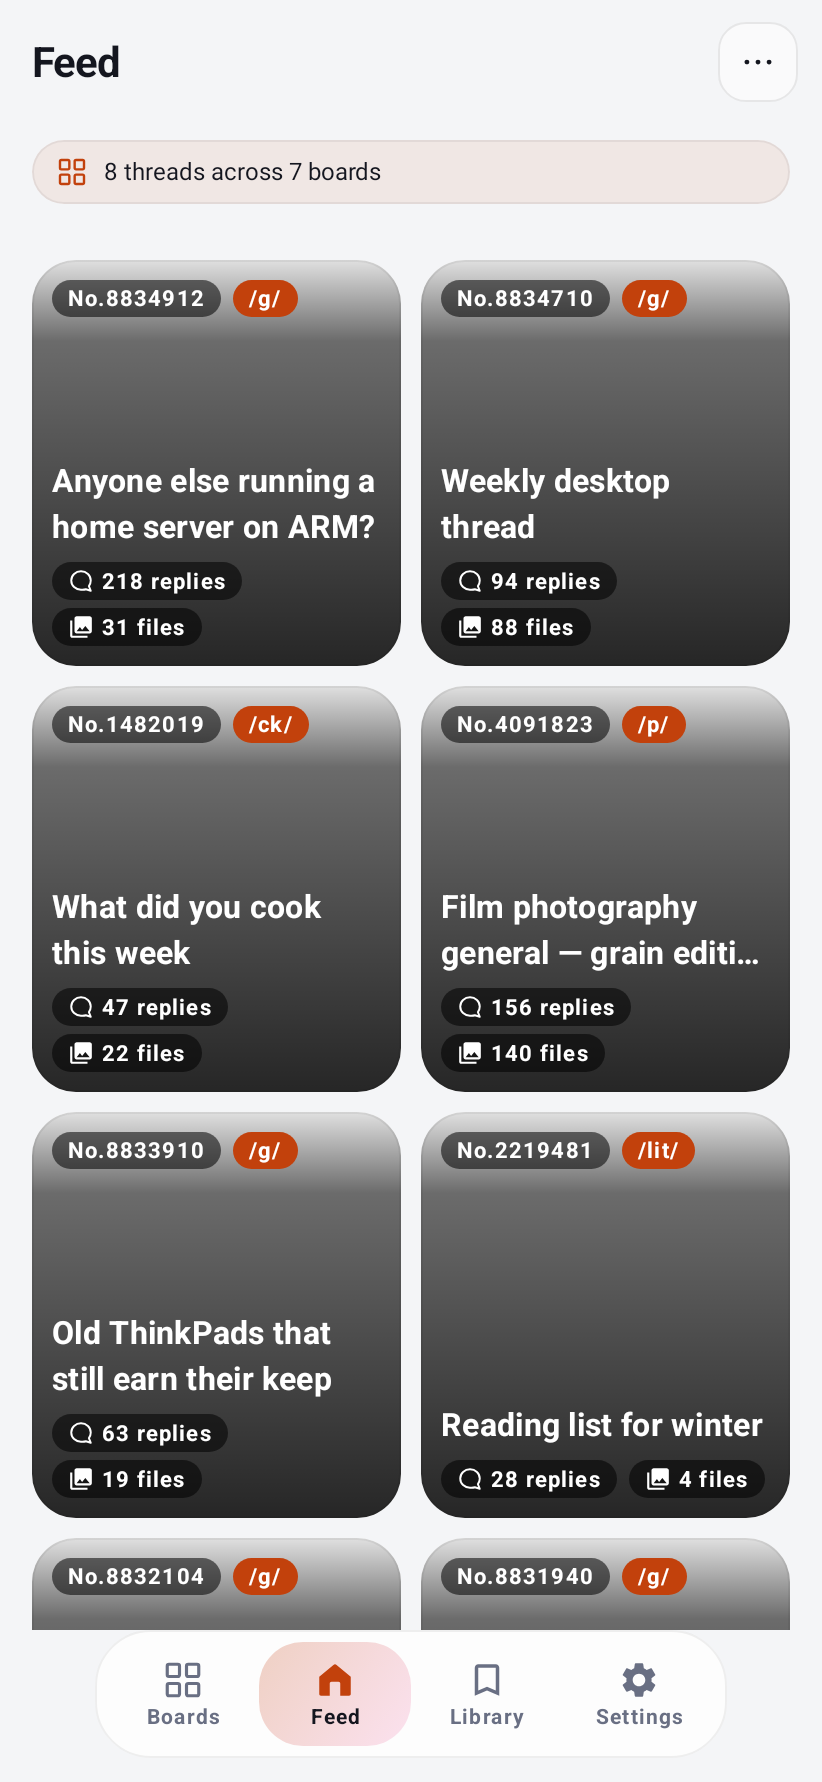 Feed
8 threads across 7 boards
No.8834912 /g/
Anyone else running a
home server on ARM?
218 replies
31 files
No.8834710 /g/
Weekly desktop
thread
94 replies
88 files
No.1482019 /ck/
What did you cook
this week
47 replies
22 files
No.4091823 /p/
Film photography
general — grain editi...
156 replies
140 files
No.8833910 /g/
Old ThinkPads that
still earn their keep
63 replies
19 files
No.2219481 /lit/
Reading list for winter
28 replies 4 files
No.8832104 /g/
No.8831940 /g/
Boards Feed Library Settings